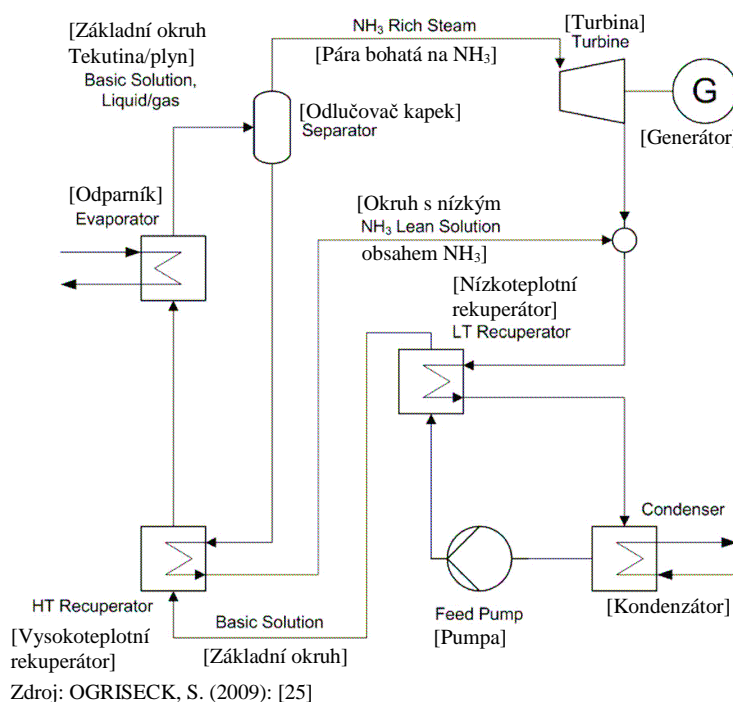 [Základní okruh
Tekutina/plyn]
Basic Solution,
Liquid/gas
NH₃ Rich Steam
[Pára bohatá na NH₃]
[Turbina]
Turbine
G
[Generátor]
[Odlučovač kapek]
Separator
[Odparník]
Evaporator
[Okruh s nízkým
NH₃ Lean Solution
obsahem NH₃]
[Nízkoteplotní
rekuperátor]
LT Recuperator
Condenser
[Kondenzátor]
Feed Pump
[Pumpa]
HT Recuperator
[Vysokoteplotní
rekuperátor]
Basic Solution
[Základní okruh]
Zdroj: OGRISECK, S. (2009): [25]